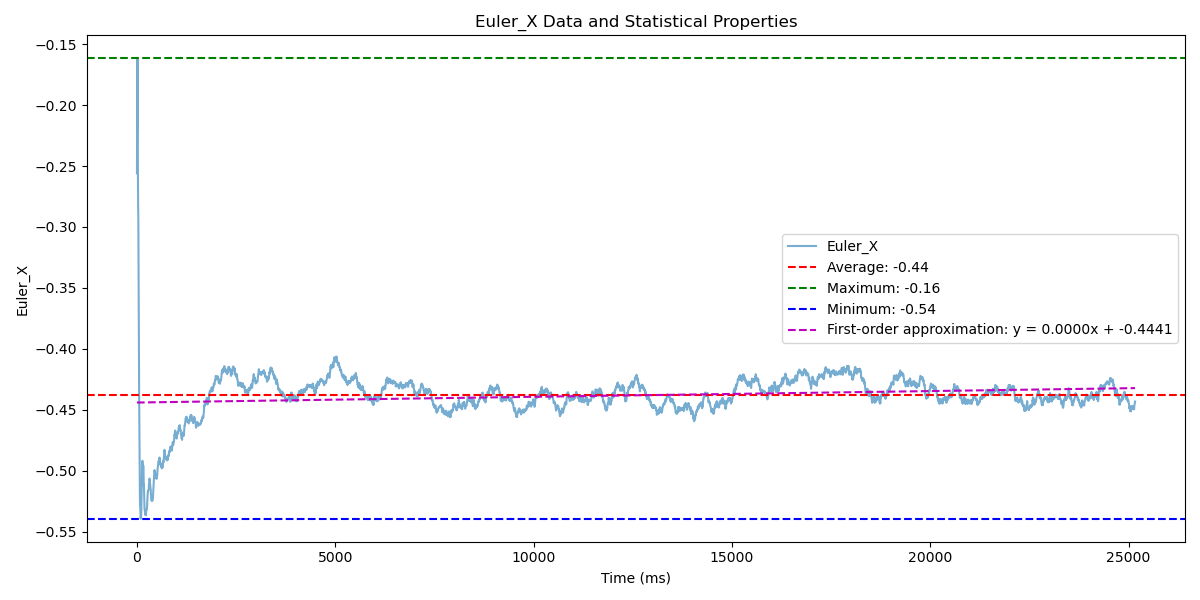 Euler_X Data and Statistical Properties
−0.15
−0.20
−0.25
−0.30
−0.35
−0.40
−0.45
−0.50
−0.55
Euler_X
Euler_X
Average: -0.44
Maximum: -0.16
Minimum: -0.54
First-order approximation: y = 0.0000x + -0.4441
0 5000 10000 15000 20000 25000
Time (ms)